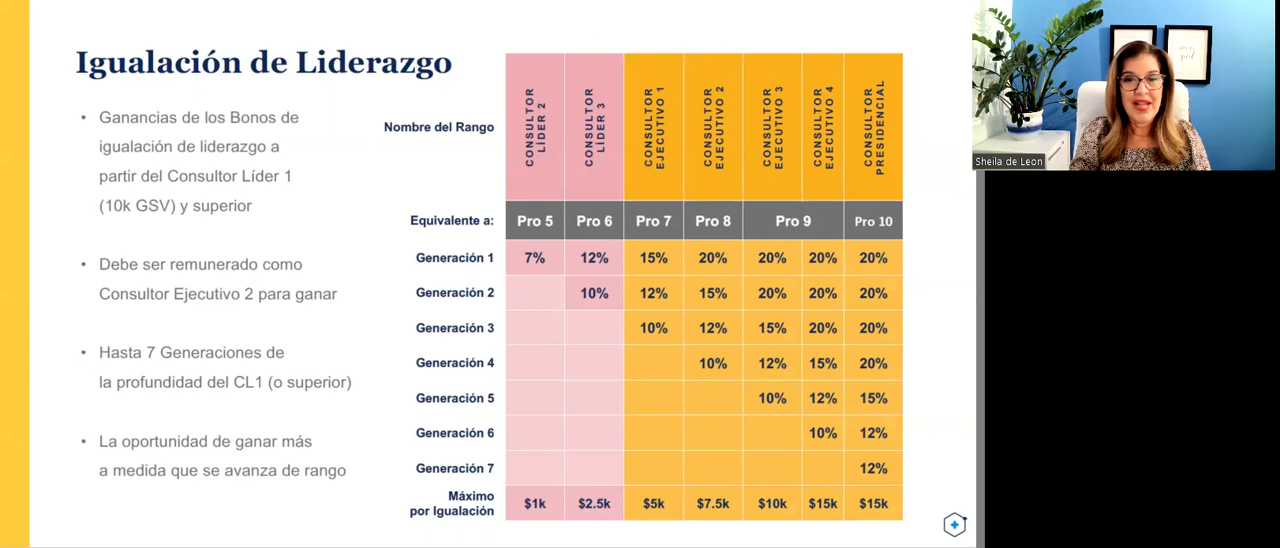 Igualación de Liderazgo
• Ganancias de los Bonos de
igualación de liderazgo a
partir del Consultor Líder 1
(10k GSV) y superior
• Debe ser remunerado como
Consultor Ejecutivo 2 para ganar
• Hasta 7 Generaciones de
la profundidad del CL1 (o superior)
• La oportunidad de ganar más
a medida que se avanza de rango
Nombre del Rango
CONSULTOR
LÍDER 2
CONSULTOR
LÍDER 3
CONSULTOR
EJECUTIVO 1
CONSULTOR
EJECUTIVO 2
CONSULTOR
EJECUTIVO 3
CONSULTOR
EJECUTIVO 4
CONSULTOR
PRESIDENCIAL
Equivalente a: Pro 5 Pro 6 Pro 7 Pro 8 Pro 9 Pro 10
Generación 1 7% 12% 15% 20% 20% 20% 20%
Generación 2 10% 12% 15% 20% 20% 20%
Generación 3 10% 12% 15% 20% 20%
Generación 4 10% 12% 15% 20%
Generación 5 10% 12% 15%
Generación 6 10% 12%
Generación 7 12%
Máximo
por Igualación $1k $2.5k $5k $7.5k $10k $15k $15k
Sheila de Leon